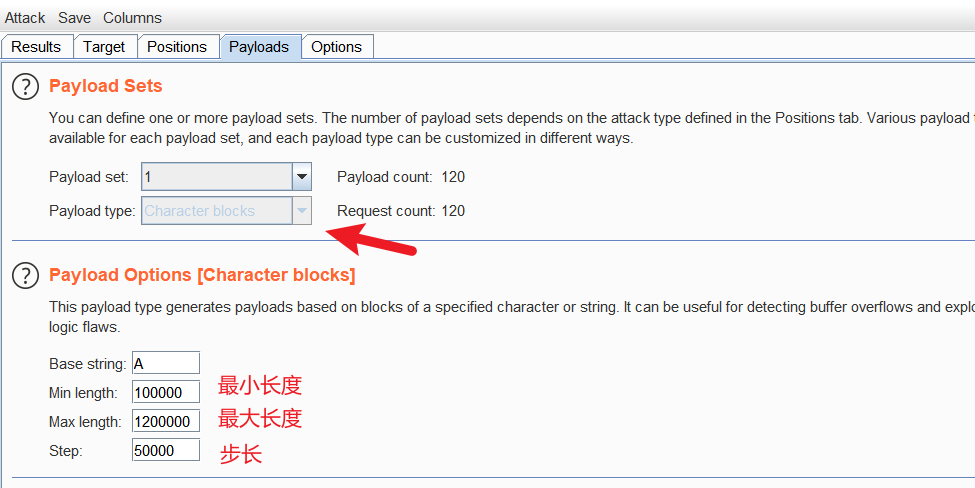 Attack Save Columns
Results Target Positions Payloads Options
? Payload Sets
You can define one or more payload sets. The number of payload sets depends on the attack type defined in the Positions tab. Various payload
available for each payload set, and each payload type can be customized in different ways.
Payload set: 1 Payload count: 120
Payload type: Character blocks Request count: 120
? Payload Options [Character blocks]
This payload type generates payloads based on blocks of a specified character or string. It can be useful for detecting buffer overflows and explo
logic flaws.
Base string: A
Min length: 100000 最小长度
Max length: 1200000 最大长度
Step: 50000 步长